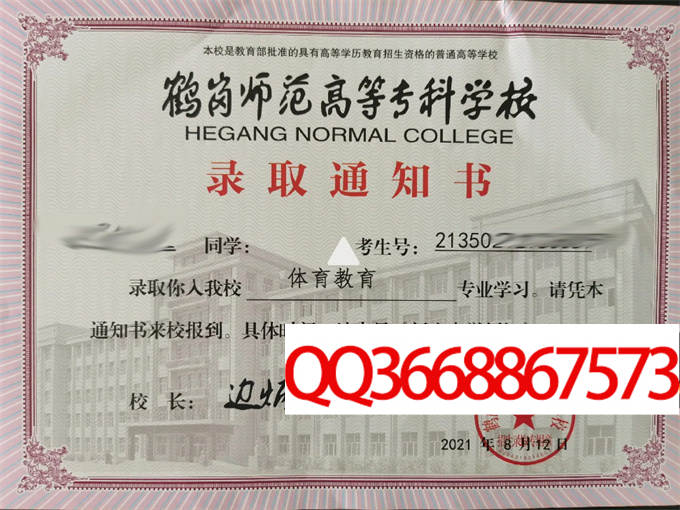 本校是教育部批准的具有高等学历教育招生资格的普通高等学校
鹤岗师范高等专科学校
HEGANG NORMAL COLLEGE
录取通知书
同学: 考生号: 21350
录取你入我校 体育教育 专业学习。请凭本
通知书来校报到。具体
QQ3668867573
校 长: 边
2021 年 8 月 12 日